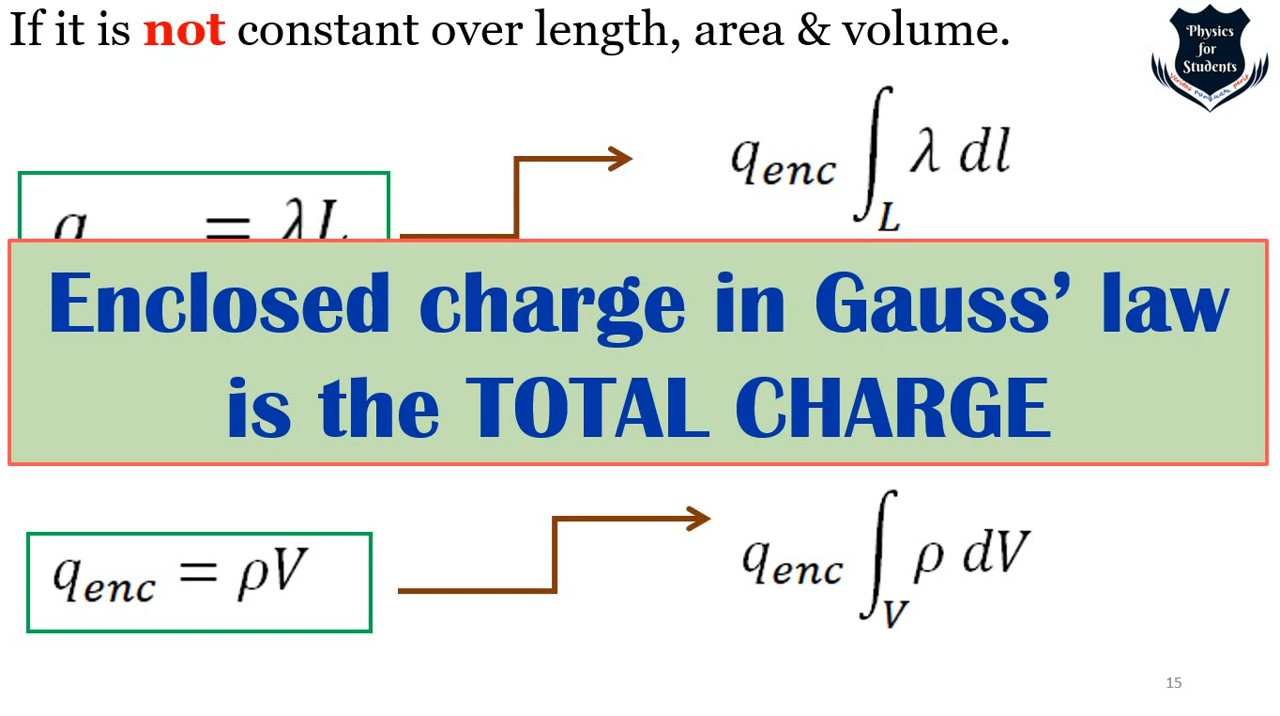 If it is not constant over length, area & volume.
Physics
for
Students
q_enc ∫_L λ dl
q = λL
Enclosed charge in Gauss’ law
is the TOTAL CHARGE
q_enc = ρV
q_enc ∫_V ρ dV
15